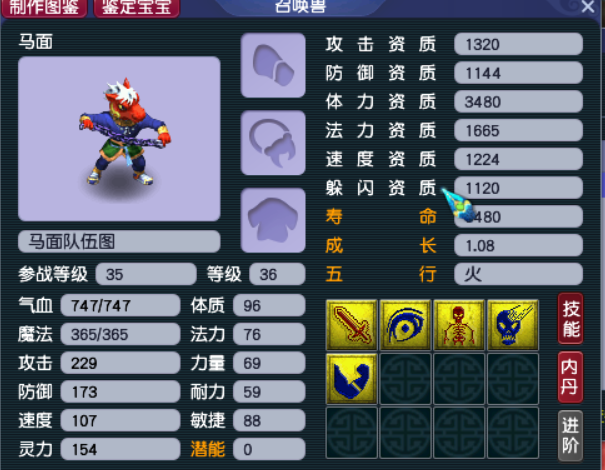 制作图鉴 鉴定宝宝 召唤兽
马面
攻击资质 1320
防御资质 1144
体力资质 3480
法力资质 1665
速度资质 1224
躲闪资质 1120
寿命 480
马面队伍图
成长 1.08
参战等级 35 等级 36
五行 火
气血 747/747 体质 96
魔法 365/365 法力 76
攻击 229 力量 69
防御 173 耐力 59
速度 107 敏捷 88
灵力 154 潜能 0
技能
内丹
进阶